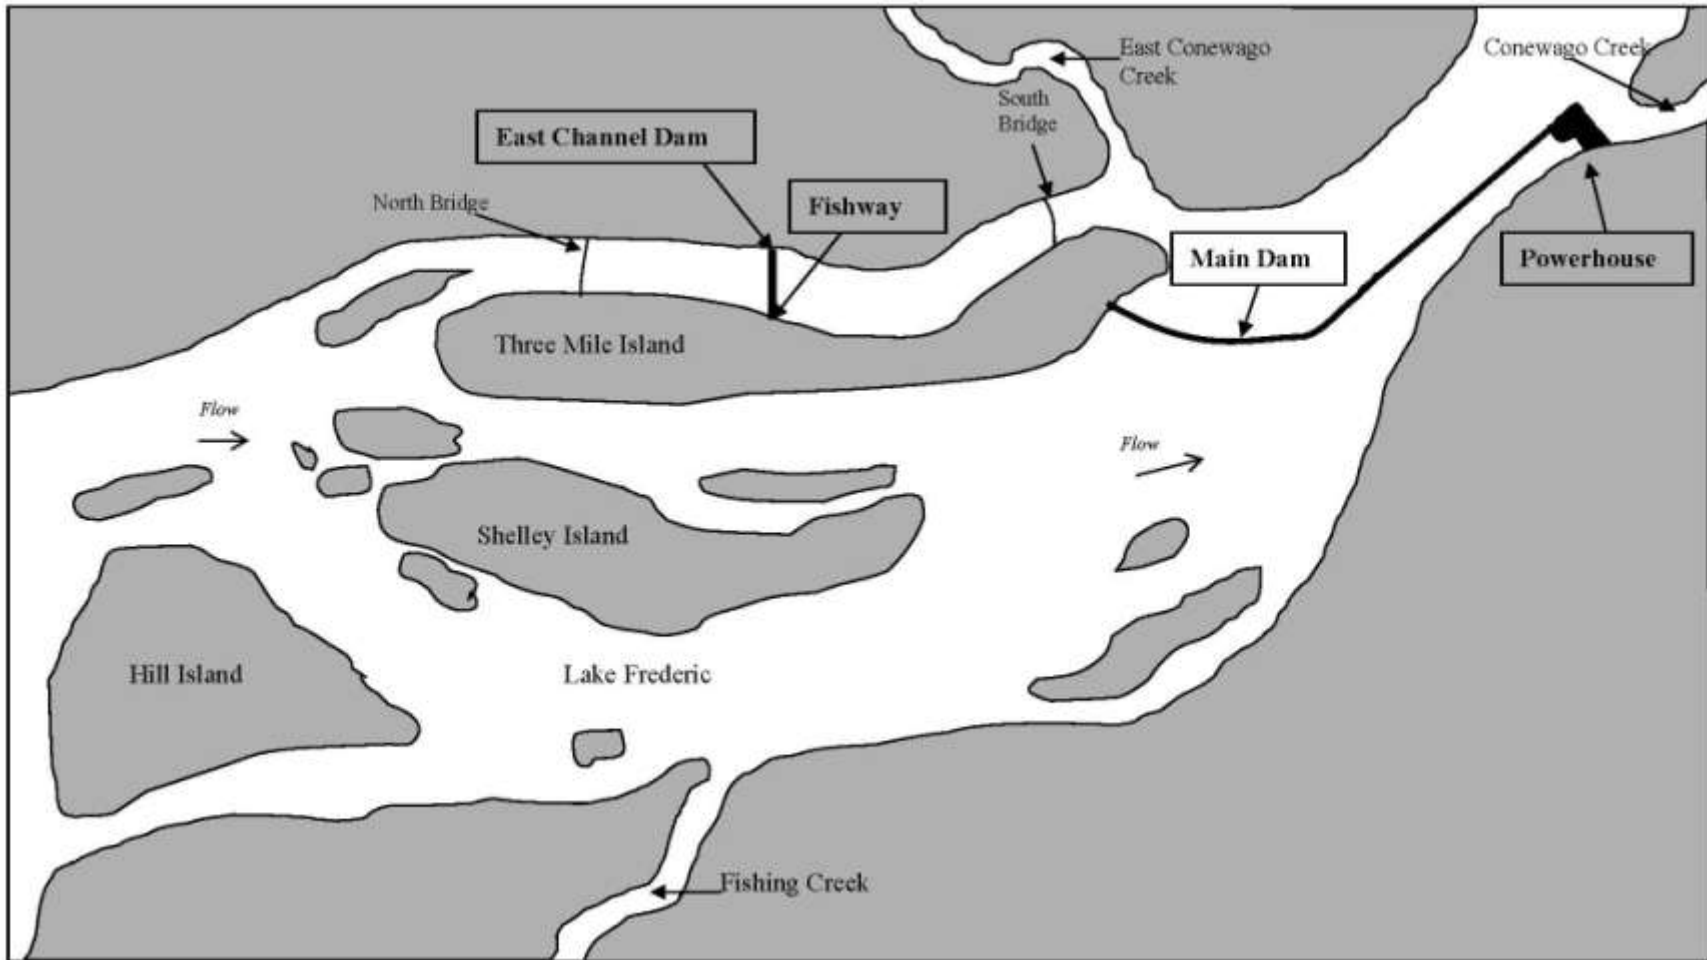 East Conewago
Creek
Conewago Creek
South
Bridge
East Channel Dam
North Bridge
Fishway
Main Dam
Powerhouse
Three Mile Island
Flow
Flow
Shelley Island
Hill Island
Lake Frederic
Fishing Creek